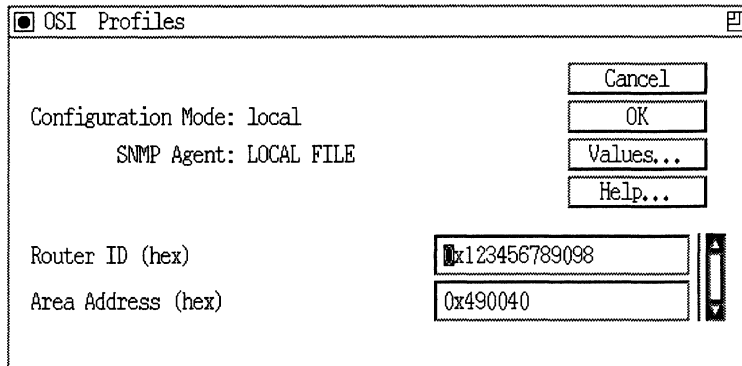 OSI Profiles
Cancel
Configuration Mode: local
OK
SNMP Agent: LOCAL FILE
Values...
Help...
Router ID (hex)
0x123456789098
Area Address (hex)
0x490040